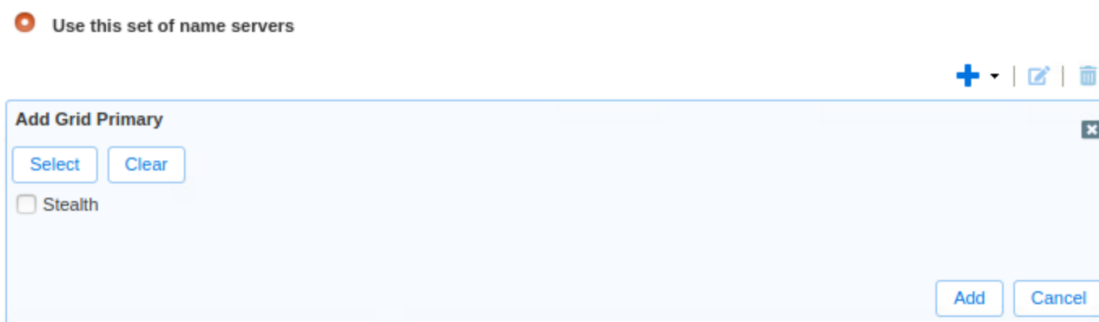 Use this set of name servers
Add Grid Primary
Select Clear
Stealth
Add Cancel